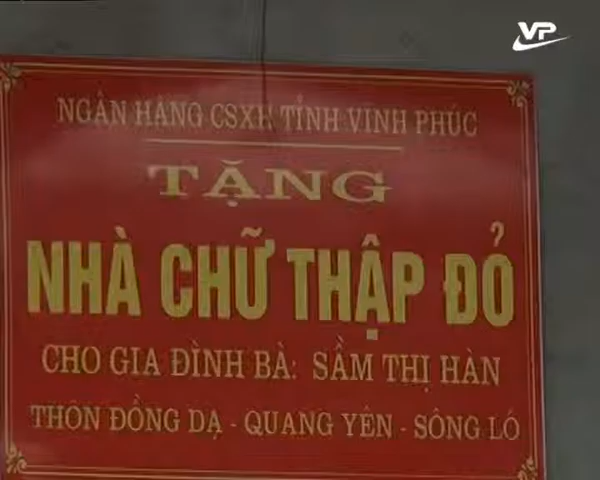 VP
NGÂN HÀNG CSXH TỈNH VĨNH PHÚC
TẶNG
NHÀ CHỮ THẬP ĐỎ
CHO GIA ĐÌNH BÀ: SẦM THỊ HÀN
THÔN ĐỒNG DẠ - QUANG YÊN - SÔNG LÔ